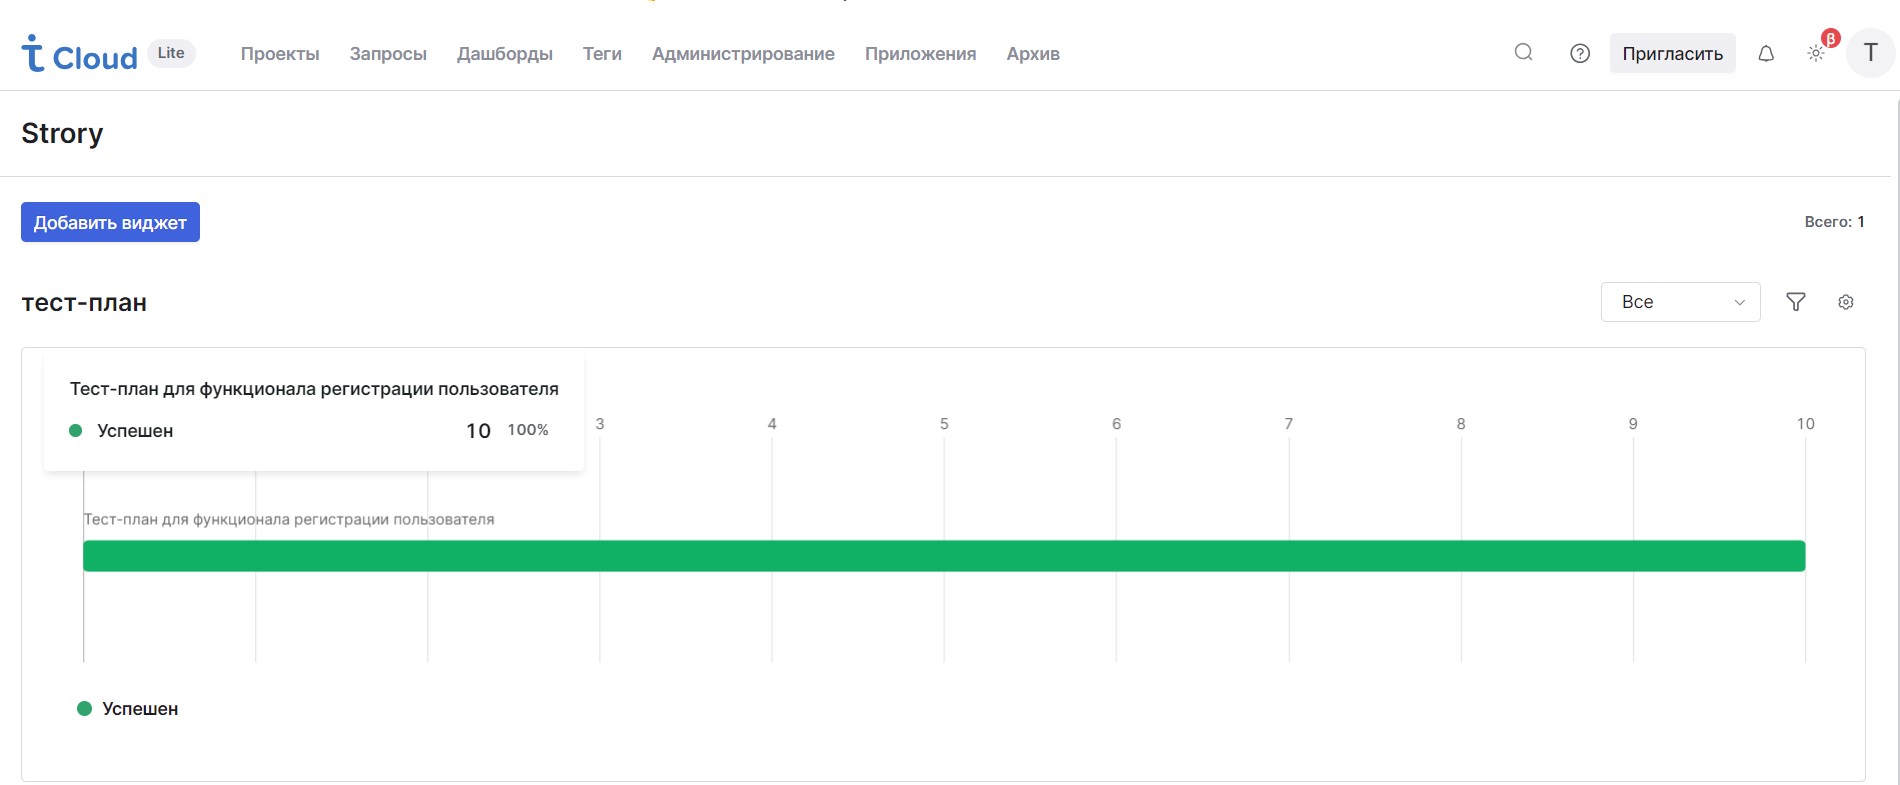 Cloud Lite Проекты Запросы Дашборды Теги Администрирование Приложения Архив Пригласить β T
Strory
Добавить виджет Всего: 1
тест-план Все
Тест-план для функционала регистрации пользователя
Успешен 10 100% 3 4 5 6 7 8 9 10
Тест-план для функционала регистрации пользователя
Успешен